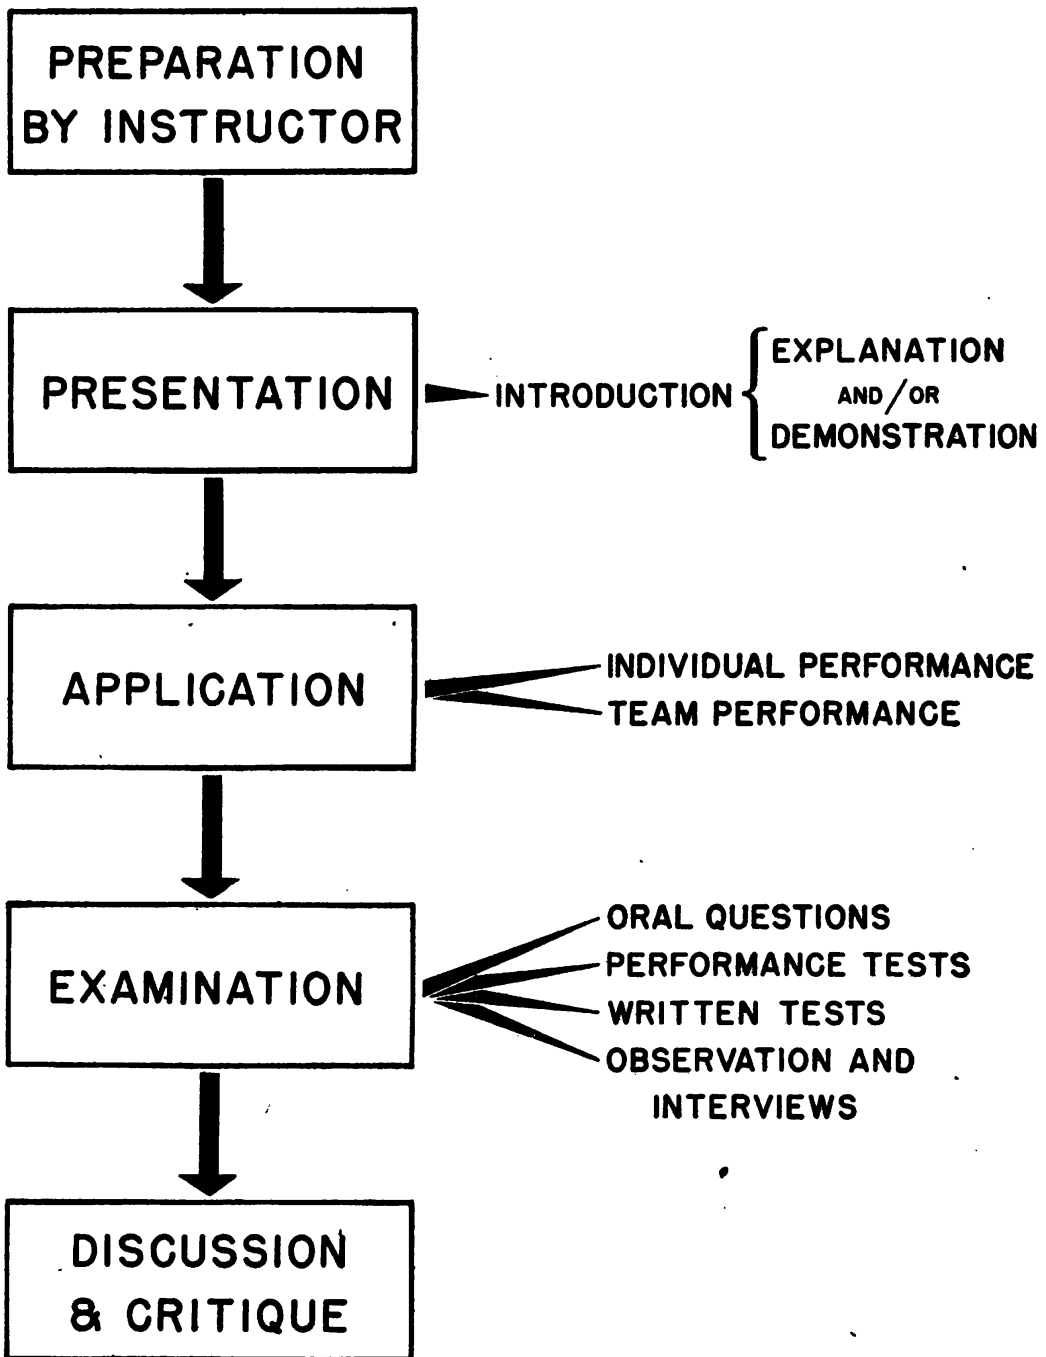 PREPARATION
BY INSTRUCTOR
PRESENTATION
INTRODUCTION
EXPLANATION
AND/OR
DEMONSTRATION
APPLICATION
INDIVIDUAL PERFORMANCE
TEAM PERFORMANCE
EXAMINATION
ORAL QUESTIONS
PERFORMANCE TESTS
WRITTEN TESTS
OBSERVATION AND
INTERVIEWS
DISCUSSION
& CRITIQUE